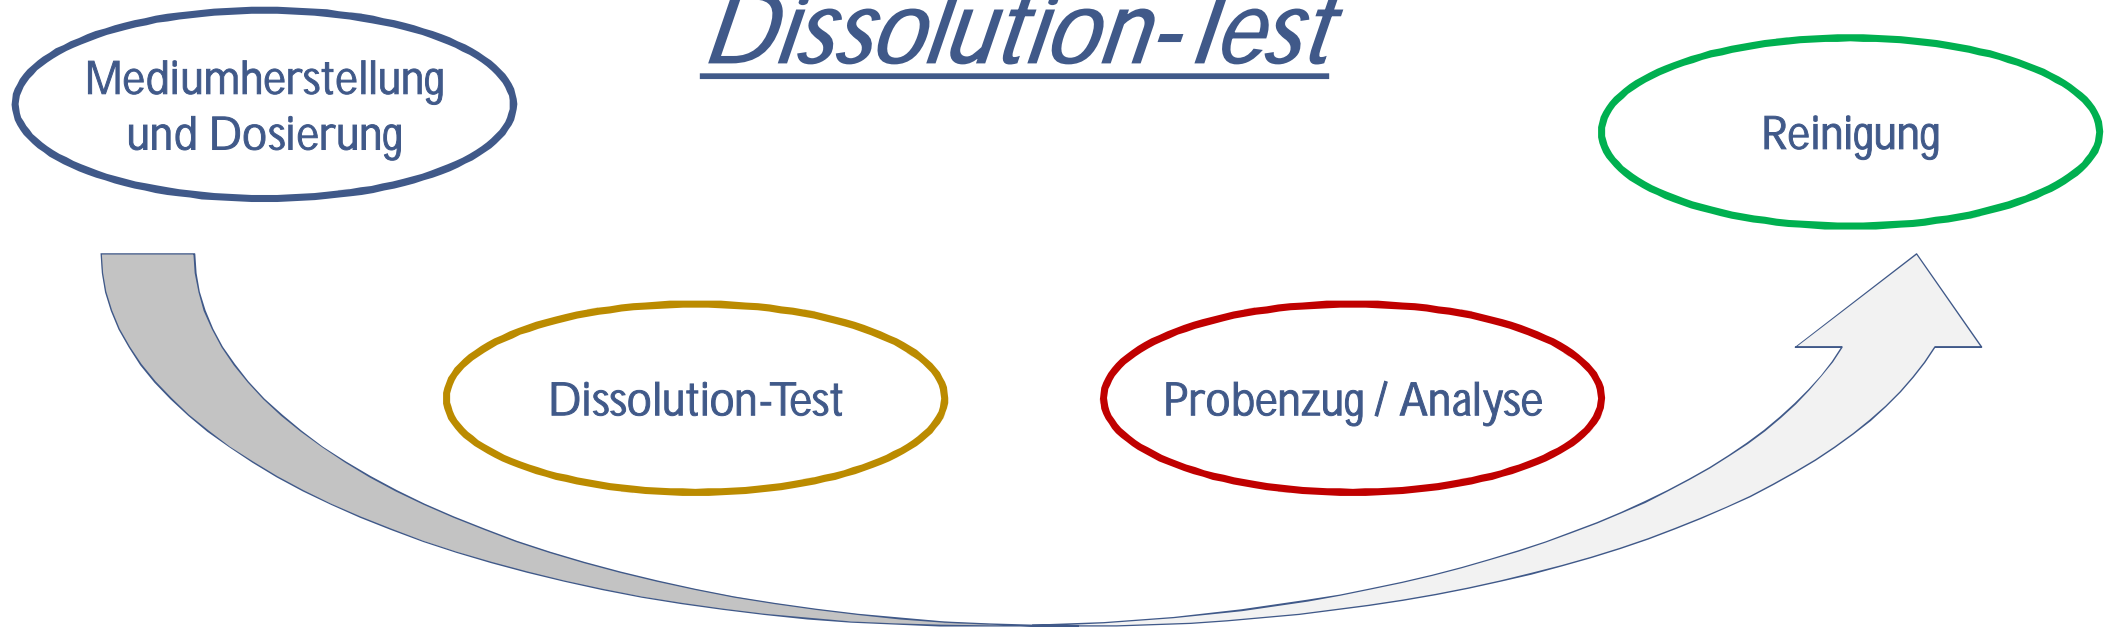 Dissolution-Test
Mediumherstellung
und Dosierung
Reinigung
Dissolution-Test
Probenzug / Analyse